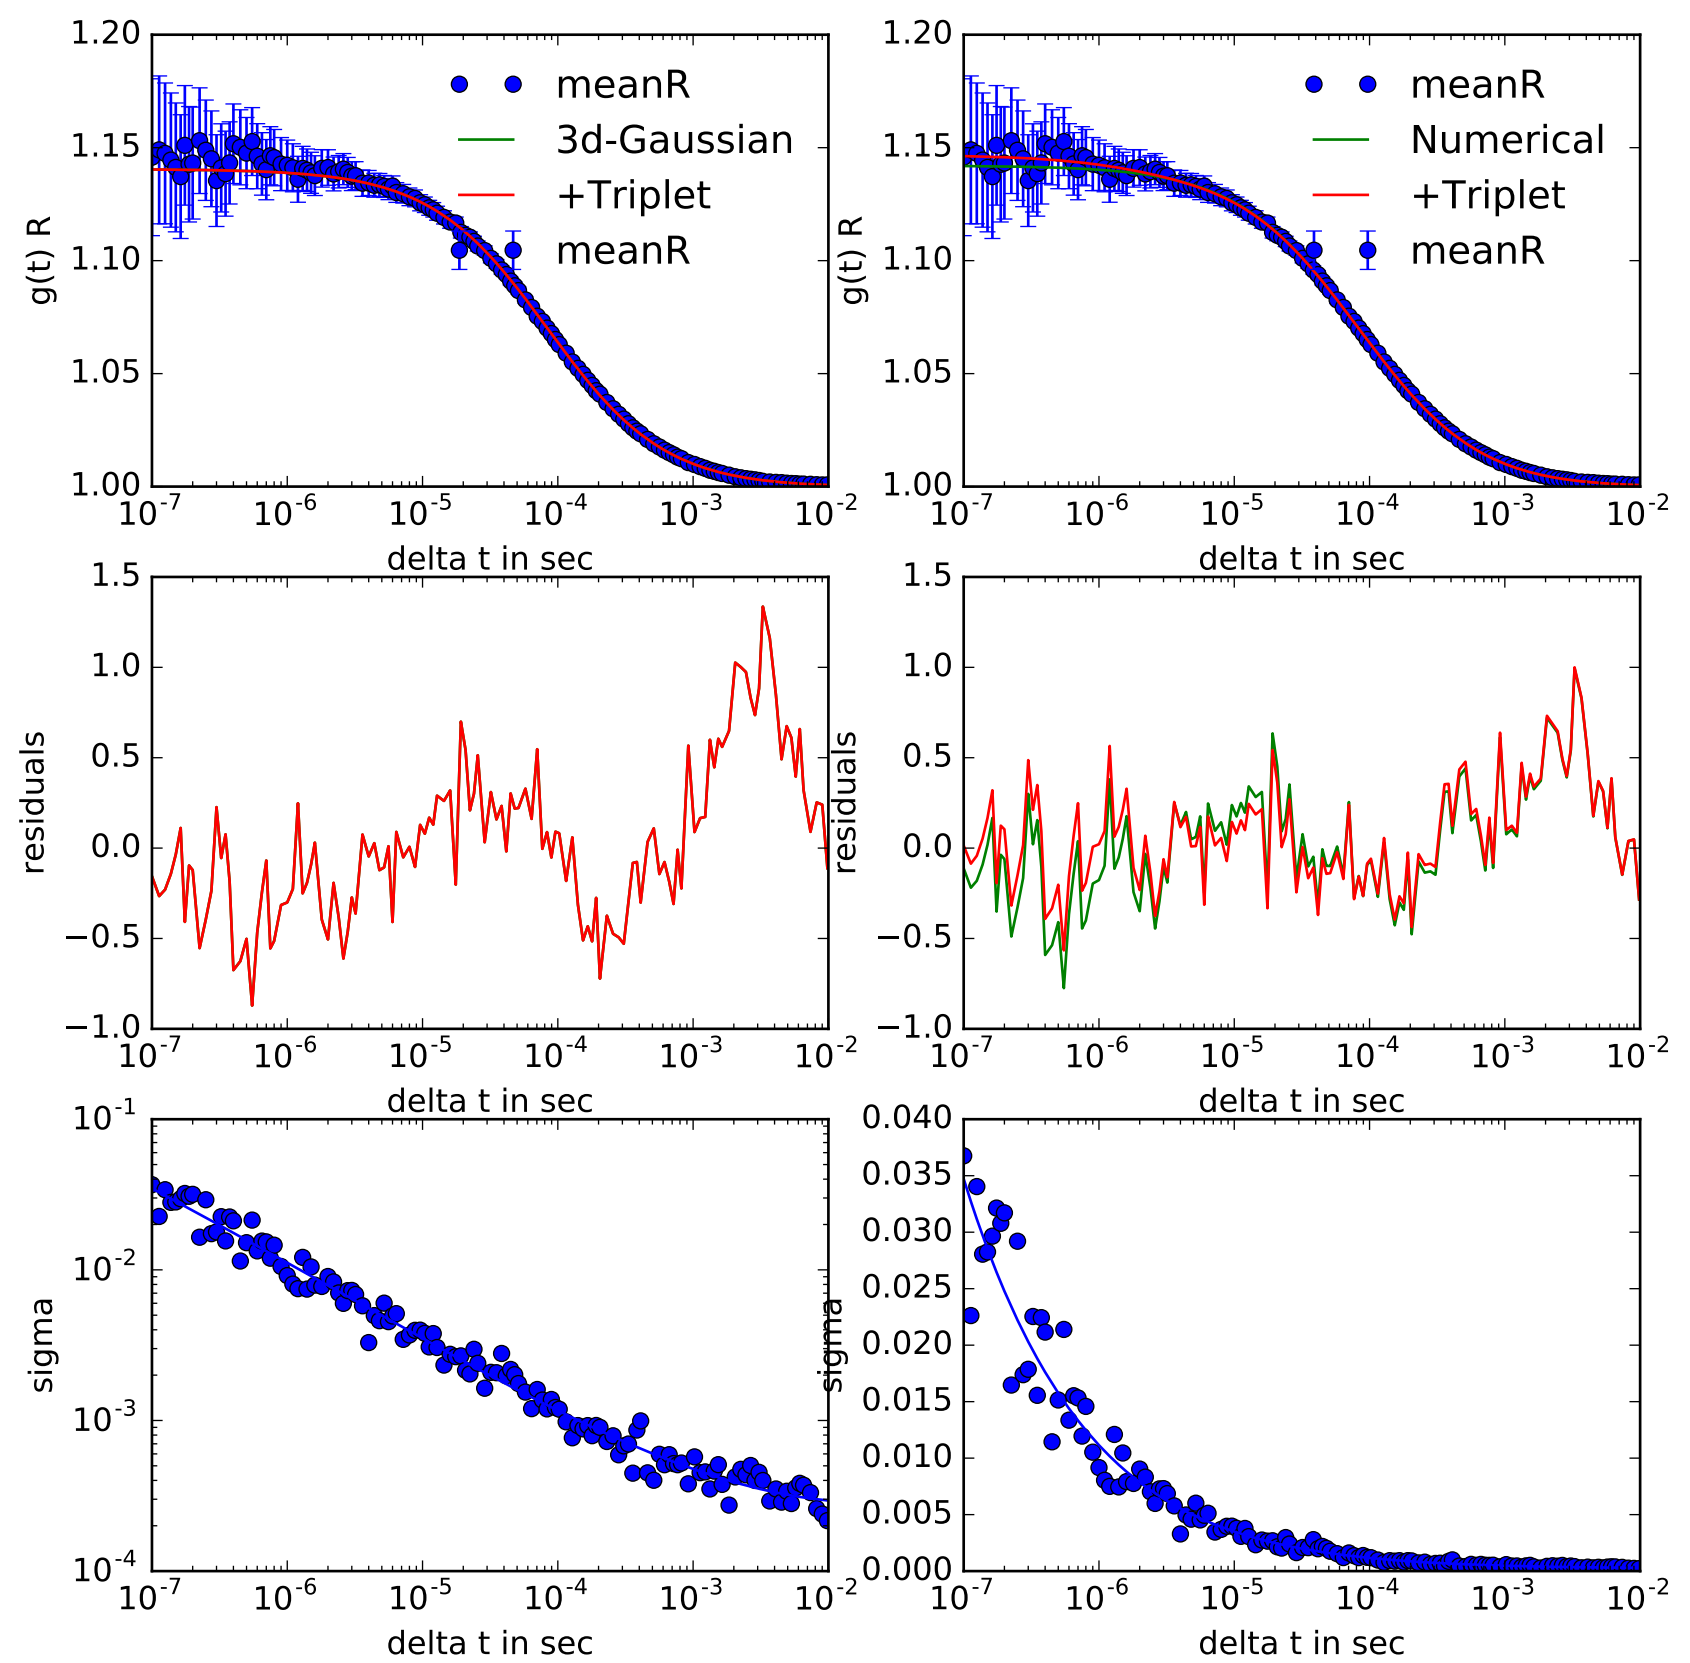 1.20
1.15
1.10
1.05
1.00
g(t) R
meanR
3d-Gaussian
+Triplet
meanR
10-7 10-6 10-5 10-4 10-3 10-2
delta t in sec
1.20
1.15
1.10
1.05
1.00
g(t) R
meanR
Numerical
+Triplet
meanR
10-7 10-6 10-5 10-4 10-3 10-2
delta t in sec
1.5
1.0
0.5
0.0
−0.5
−1.0
residuals
10-7 10-6 10-5 10-4 10-3 10-2
delta t in sec
1.5
1.0
0.5
0.0
−0.5
−1.0
residuals
10-7 10-6 10-5 10-4 10-3 10-2
delta t in sec
10-1
10-2
10-3
10-4
sigma
10-7 10-6 10-5 10-4 10-3 10-2
delta t in sec
0.040
0.035
0.030
0.025
0.020
0.015
0.010
0.005
0.000
sigma
10-7 10-6 10-5 10-4 10-3 10-2
delta t in sec